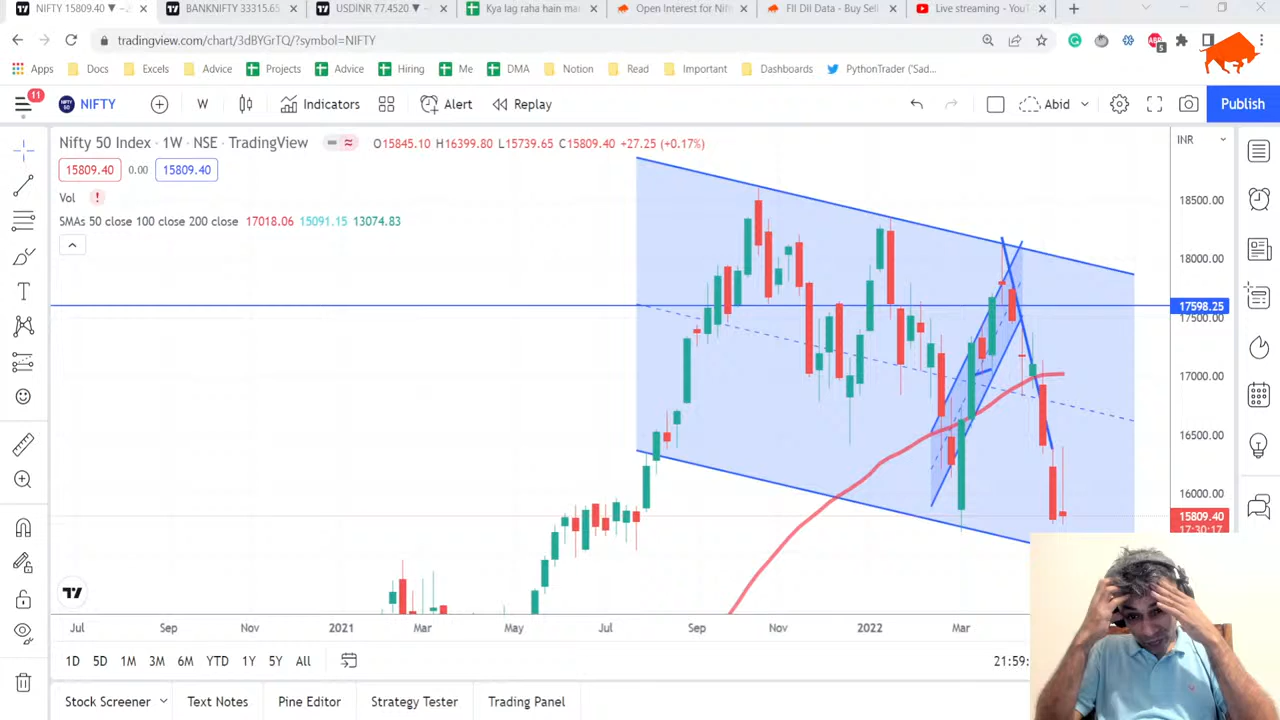 NIFTY 15809.40 ▼ −
BANKNIFTY 33315.65
USDINR 77.4520 ▼
Kya lag raha hain ma
Open Interest for Nif
FII DII Data - Buy Sell
Live streaming - YouT
tradingview.com/chart/3dBYGrTQ/?symbol=NIFTY
Apps Docs Excels Advice Projects Advice Hiring Me DMA Notion Read Important Dashboards PythonTrader ('Sad...
11
NIFTY W Indicators Alert Replay Abid Publish
Nifty 50 Index · 1W · NSE · TradingView O15845.10 H16399.80 L15739.65 C15809.40 +27.25 (+0.17%)
INR
15809.40 0.00 15809.40
Vol !
SMAs 50 close 100 close 200 close 17018.06 15091.15 13074.83
18500.00
18000.00
17598.25
17500.00
17000.00
16500.00
16000.00
15809.40
17:30:17
Jul Sep Nov 2021 Mar May Jul Sep Nov 2022 Mar
1D 5D 1M 3M 6M YTD 1Y 5Y All 21:59:
Stock Screener Text Notes Pine Editor Strategy Tester Trading Panel